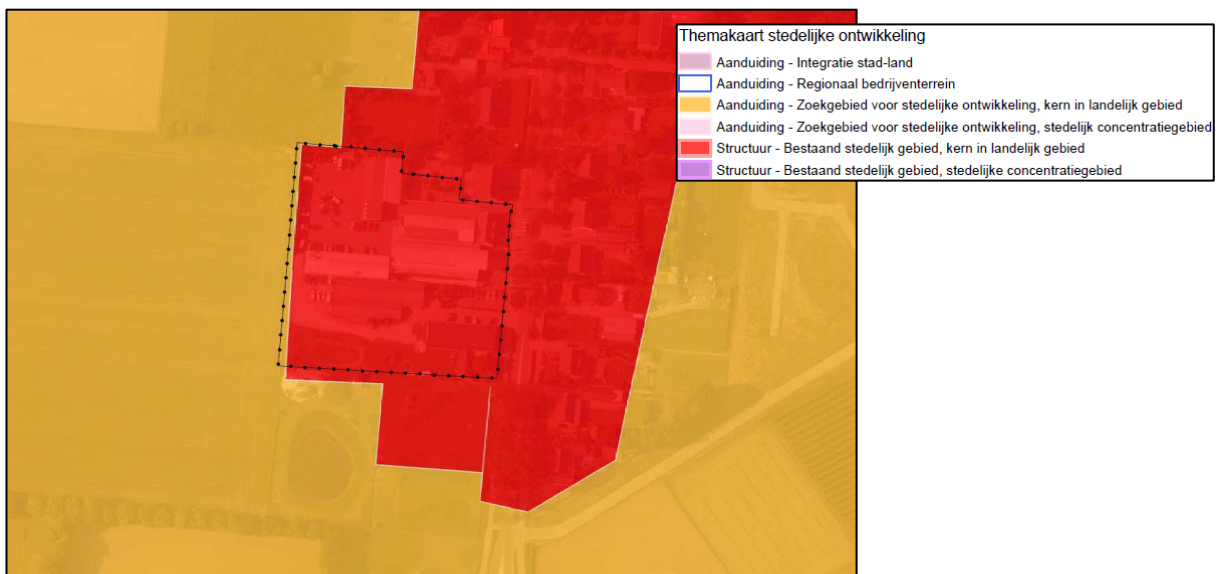 Themakaart stedelijke ontwikkeling
Aanduiding - Integratie stad-land
Aanduiding - Regionaal bedrijventerrein
Aanduiding - Zoekgebied voor stedelijke ontwikkeling, kern in landelijk gebied
Aanduiding - Zoekgebied voor stedelijke ontwikkeling, stedelijk concentratiegebied
Structuur - Bestaand stedelijk gebied, kern in landelijk gebied
Structuur - Bestaand stedelijk gebied, stedelijke concentratiegebied